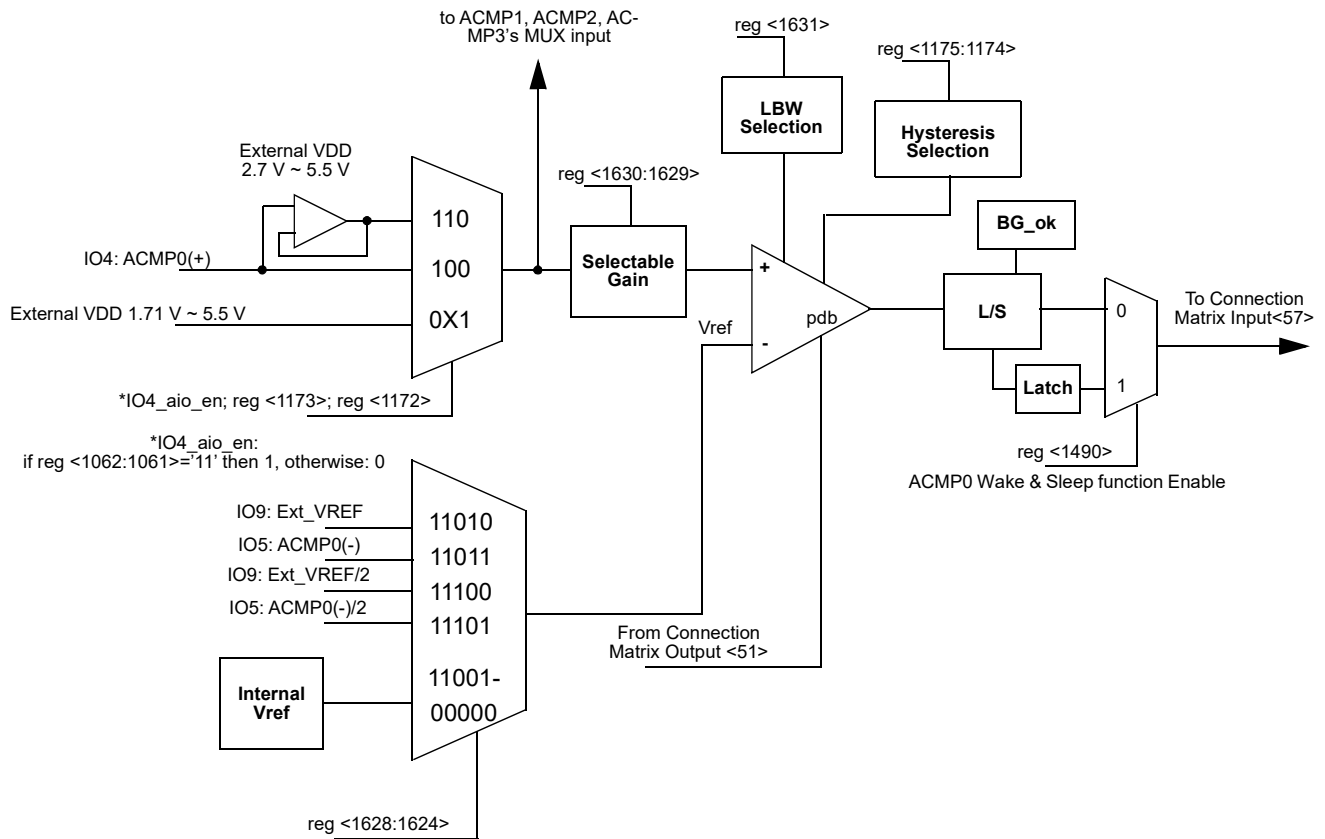 to ACMP1, ACMP2, AC-
MP3's MUX input
reg <1631>
reg <1175:1174>
LBW
Selection
Hysteresis
Selection
External VDD
2.7 V ~ 5.5 V
reg <1630:1629>
110
BG_ok
IO4: ACMP0(+)
100
Selectable
Gain
+
External VDD 1.71 V ~ 5.5 V
0X1
L/S
0
To Connection
Matrix Input<57>
pdb
Vref
-
Latch
1
*IO4_aio_en; reg <1173>; reg <1172>
*IO4_aio_en:
if reg <1062:1061>='11' then 1, otherwise: 0
reg <1490>
ACMP0 Wake & Sleep function Enable
IO9: Ext_VREF
11010
IO5: ACMP0(-)
11011
IO9: Ext_VREF/2
11100
IO5: ACMP0(-)/2
11101
From Connection
Matrix Output <51>
Internal
Vref
11001-
00000
reg <1628:1624>